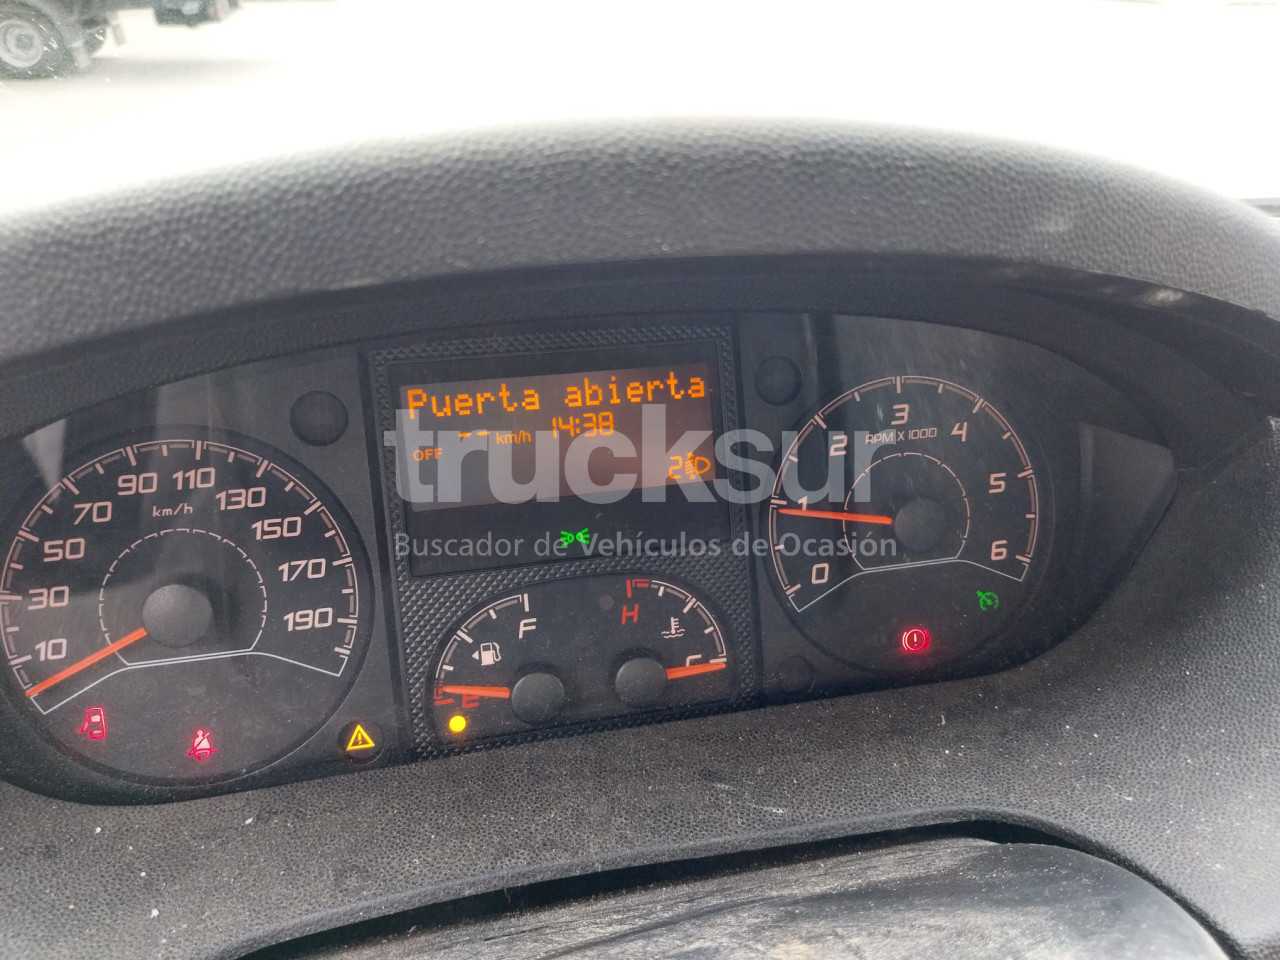 Puerta abierta
-- km/h 14:38
OFF
2
trucksur
Buscador de Vehículos de Ocasión
10 30 50 70 90 110 130 150 170 190
km/h
F
E
H
C
0 1 2 3 4 5 6
RPM X 1000